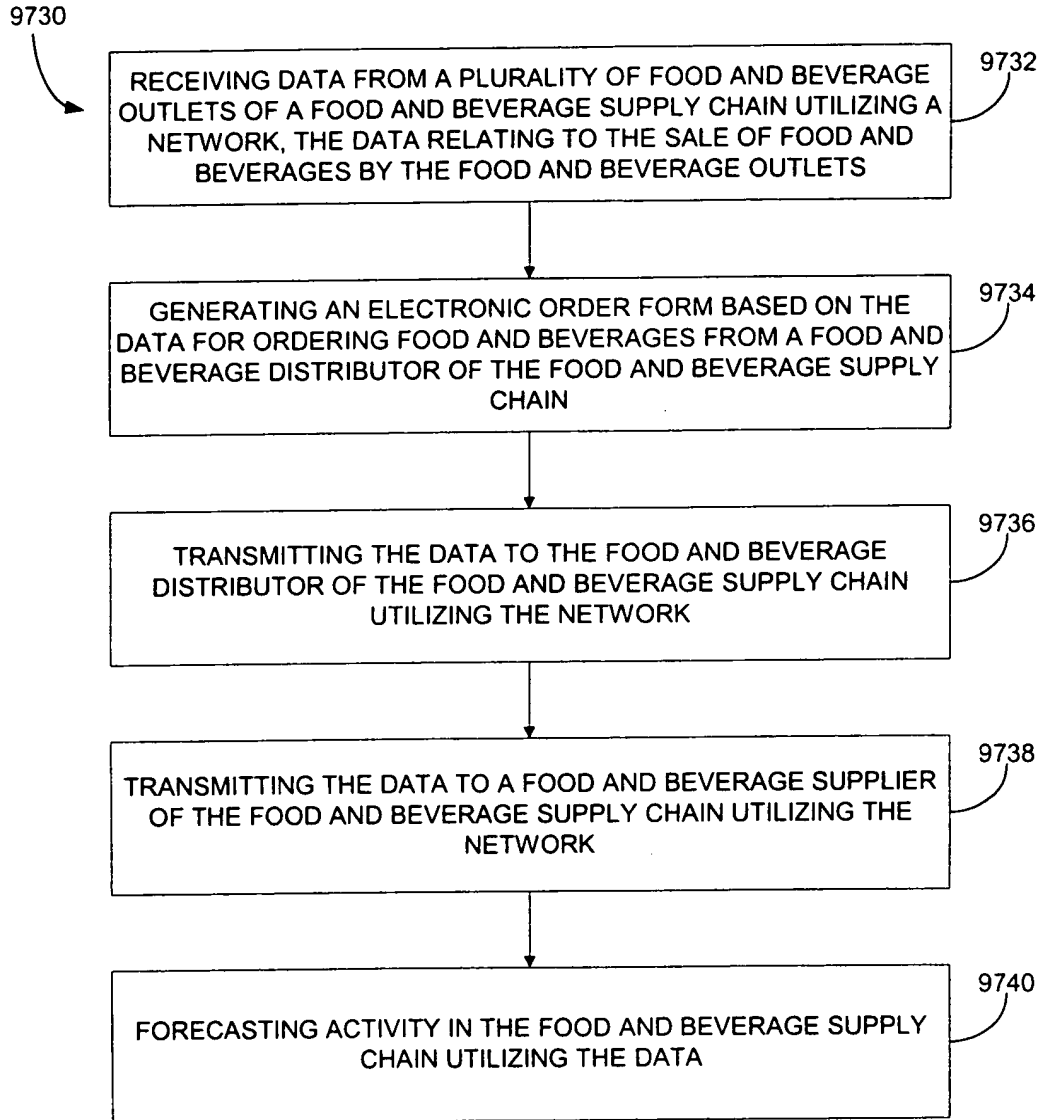 9730
RECEIVING DATA FROM A PLURALITY OF FOOD AND BEVERAGE
OUTLETS OF A FOOD AND BEVERAGE SUPPLY CHAIN UTILIZING A
NETWORK, THE DATA RELATING TO THE SALE OF FOOD AND
BEVERAGES BY THE FOOD AND BEVERAGE OUTLETS
9732
GENERATING AN ELECTRONIC ORDER FORM BASED ON THE
DATA FOR ORDERING FOOD AND BEVERAGES FROM A FOOD AND
BEVERAGE DISTRIBUTOR OF THE FOOD AND BEVERAGE SUPPLY
CHAIN
9734
TRANSMITTING THE DATA TO THE FOOD AND BEVERAGE
DISTRIBUTOR OF THE FOOD AND BEVERAGE SUPPLY CHAIN
UTILIZING THE NETWORK
9736
TRANSMITTING THE DATA TO A FOOD AND BEVERAGE SUPPLIER
OF THE FOOD AND BEVERAGE SUPPLY CHAIN UTILIZING THE
NETWORK
9738
FORECASTING ACTIVITY IN THE FOOD AND BEVERAGE SUPPLY
CHAIN UTILIZING THE DATA
9740